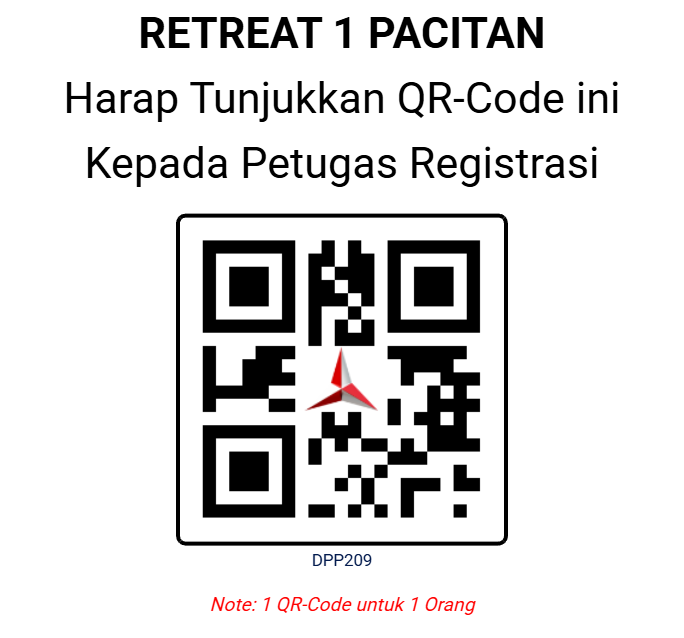 RETREAT 1 PACITAN
Harap Tunjukkan QR-Code ini
Kepada Petugas Registrasi
DPP209
Note: 1 QR-Code untuk 1 Orang